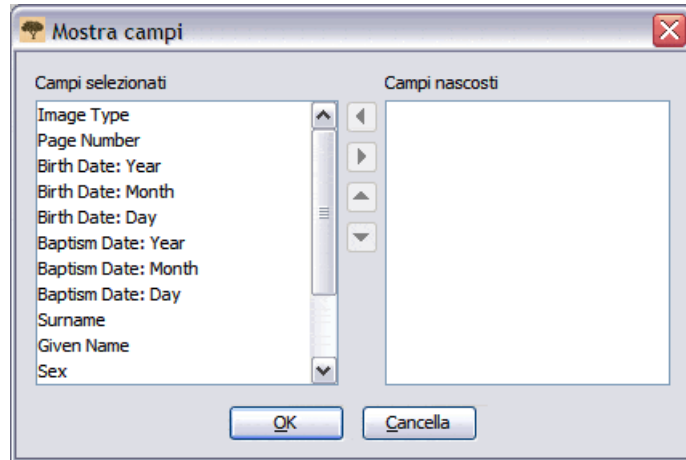 Mostra campi
Campi selezionati
Image Type
Page Number
Birth Date: Year
Birth Date: Month
Birth Date: Day
Baptism Date: Year
Baptism Date: Month
Baptism Date: Day
Surname
Given Name
Sex
Campi nascosti
OK
Cancella